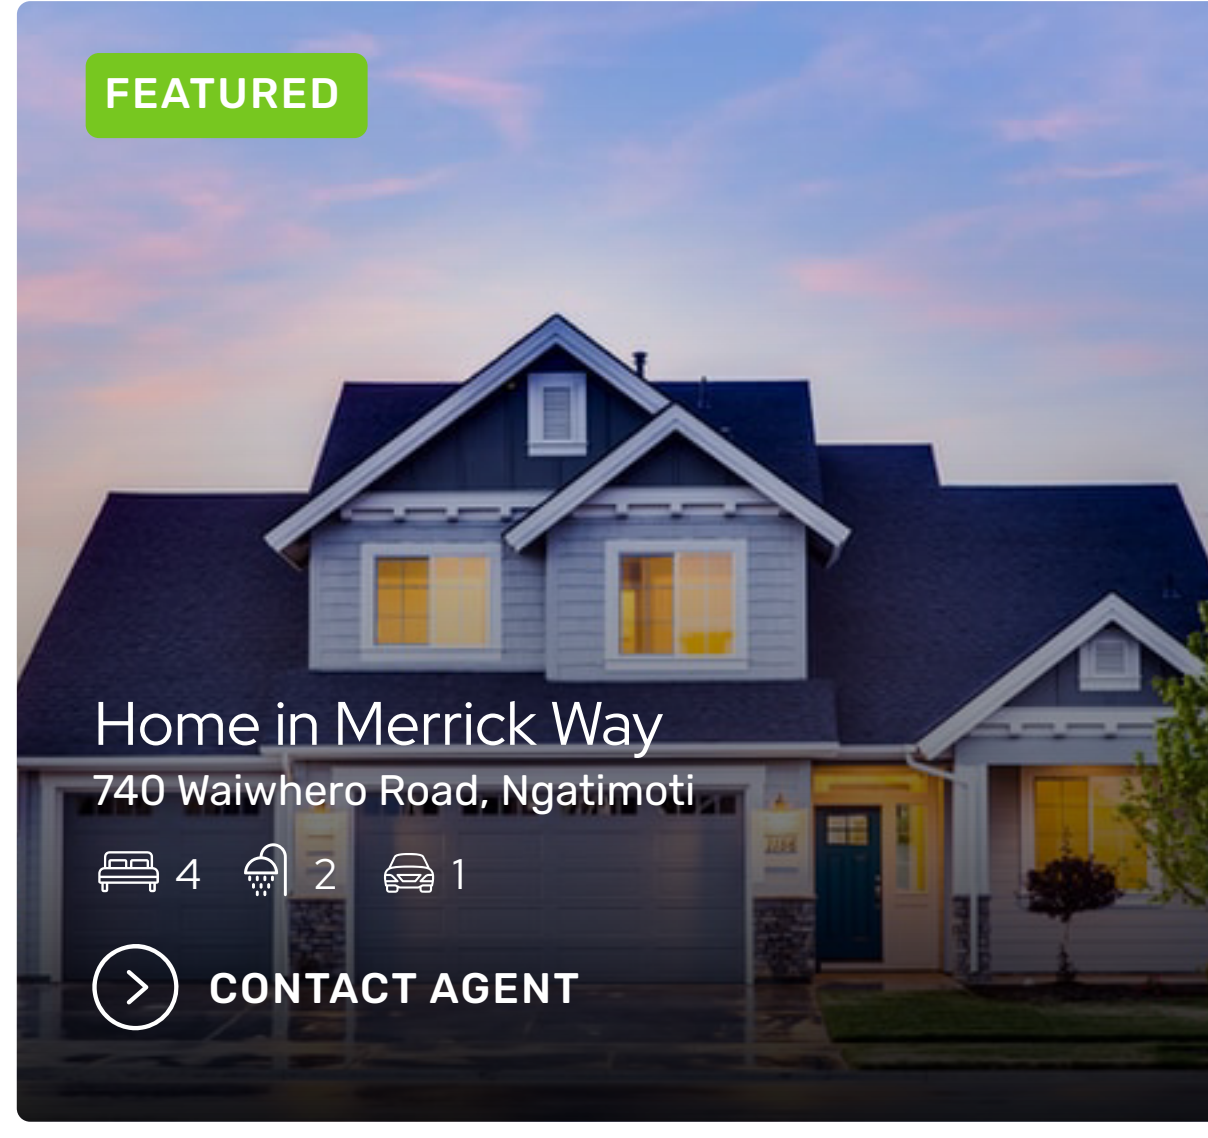 FEATURED
Home in Merrick Way
740 Waiwhero Road, Ngatimoti
4 2 1
CONTACT AGENT